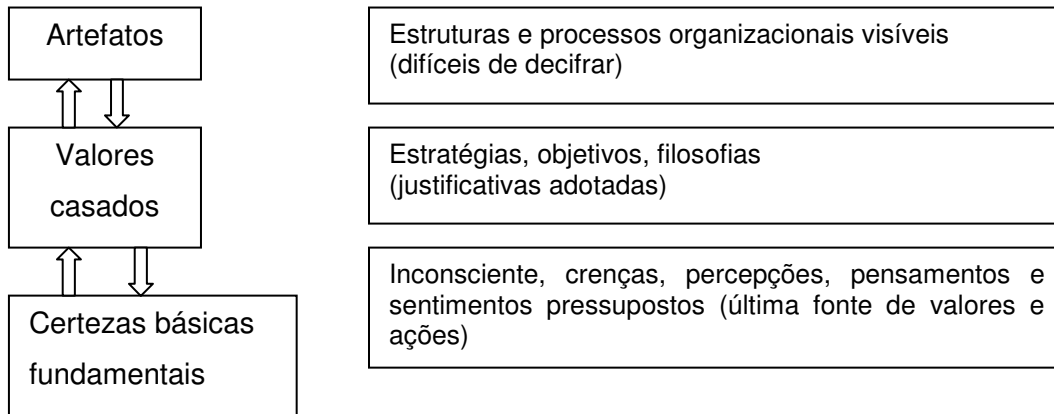 Artefatos
Estruturas e processos organizacionais visíveis
(difíceis de decifrar)
Valores
casados
Estratégias, objetivos, filosofias
(justificativas adotadas)
Certezas básicas
fundamentais
Inconsciente, crenças, percepções, pensamentos e
sentimentos pressupostos (última fonte de valores e
ações)